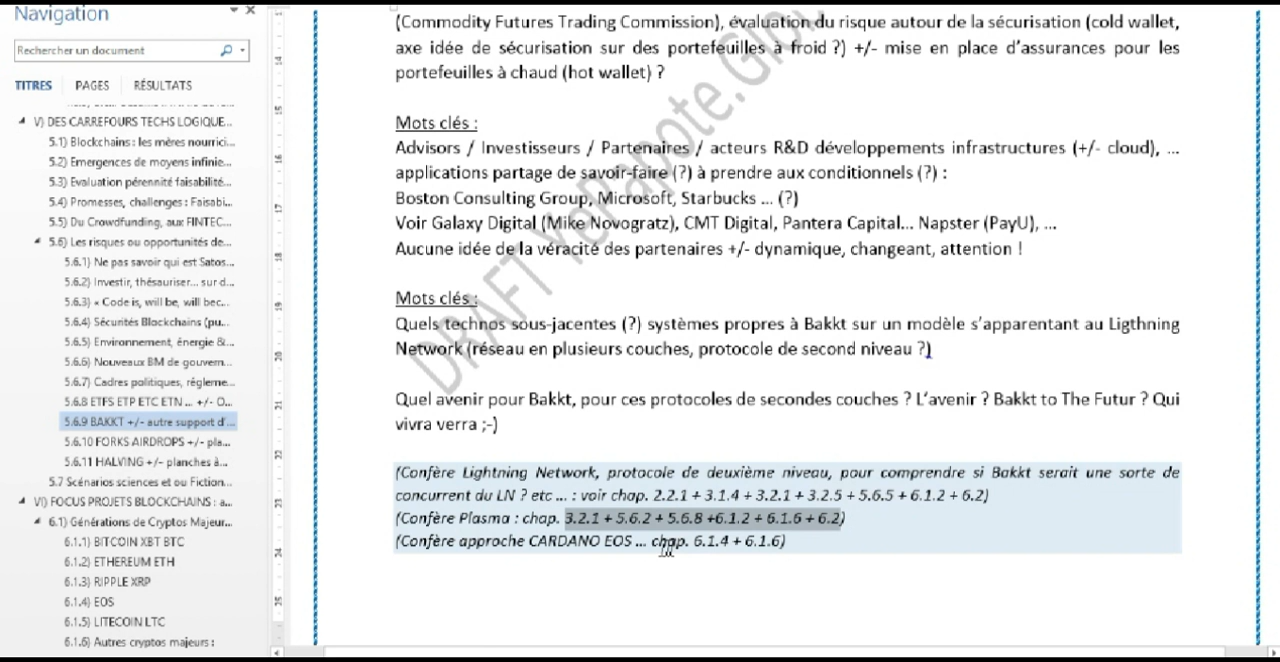 Navigation
Rechercher un document
TITRES PAGES RÉSULTATS
V) DES CARREFOURS TECHS LOGIQUE...
5.1) Blockchains : les mères nourrici...
5.2) Emergences de moyens infinie...
5.3) Evaluation pérennité faisabilité...
5.4) Promesses, challenges : Faisabi...
5.5) Du Crowdfunding, aux FINTEC...
5.6) Les risques ou opportunités de...
5.6.1) Ne pas savoir qui est Satos...
5.6.2) Investir, thésauriser... sur d...
5.6.3) « Code is, will be, will bec...
5.6.4) Sécurités Blockchains (pu...
5.6.5) Environnement, énergie &...
5.6.6) Nouveaux BM de gouvern...
5.6.7) Cadres politiques, régleme...
5.6.8 ETFS ETP ETC ETN ... +/- O...
5.6.9 BAKKT +/- autre support d'...
5.6.10 FORKS AIRDROPS +/- pla...
5.6.11 HALVING +/- planches à...
5.7 Scénarios sciences et ou Fiction...
VI) FOCUS PROJETS BLOCKCHAINS : a...
6.1) Générations de Cryptos Majeur...
6.1.1) BITCOIN XBT BTC
6.1.2) ETHEREUM ETH
6.1.3) RIPPLE XRP
6.1.4) EOS
6.1.5) LITECOIN LTC
6.1.6) Autres cryptos majeurs :
14
15
16
17
18
19
20
21
22
23
24
25
(Commodity Futures Trading Commission), évaluation du risque autour de la sécurisation (cold wallet,
axe idée de sécurisation sur des portefeuilles à froid ?) +/- mise en place d'assurances pour les
portefeuilles à chaud (hot wallet) ?
Mots clés :
Advisors / Investisseurs / Partenaires / acteurs R&D développements infrastructures (+/- cloud), ...
applications partage de savoir-faire (?) à prendre aux conditionnels (?) :
Boston Consulting Group, Microsoft, Starbucks ... (?)
Voir Galaxy Digital (Mike Novogratz), CMT Digital, Pantera Capital... Napster (PayU), ...
Aucune idée de la véracité des partenaires +/- dynamique, changeant, attention !
Mots clés :
Quels technos sous-jacentes (?) systèmes propres à Bakkt sur un modèle s'apparentant au Ligthning
Network (réseau en plusieurs couches, protocole de second niveau ?)
Quel avenir pour Bakkt, pour ces protocoles de secondes couches ? L'avenir ? Bakkt to The Futur ? Qui
vivra verra ;-)
(Confère Lightning Network, protocole de deuxième niveau, pour comprendre si Bakkt serait une sorte de
concurrent du LN ? etc ... : voir chap. 2.2.1 + 3.1.4 + 3.2.1 + 3.2.5 + 5.6.5 + 6.1.2 + 6.2)
(Confère Plasma : chap. 3.2.1 + 5.6.2 + 5.6.8 +6.1.2 + 6.1.6 + 6.2)
(Confère approche CARDANO EOS ... chap. 6.1.4 + 6.1.6)